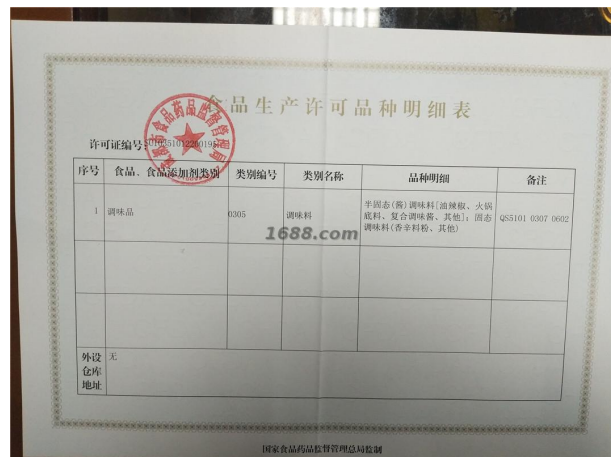 食品生产许可品种明细表
许可证编号:
序号 食品、食品添加剂类别 类别编号 类别名称 品种明细 备注
1 调味品 0305 调味料 半固态(酱)调味料[油辣椒、火锅
底料、复合调味酱、其他]; 固态
调味料(香辛料粉、其他) QS5101 0307 0602
1688.com
外设 无
仓库
地址
国家食品药品监督管理总局监制